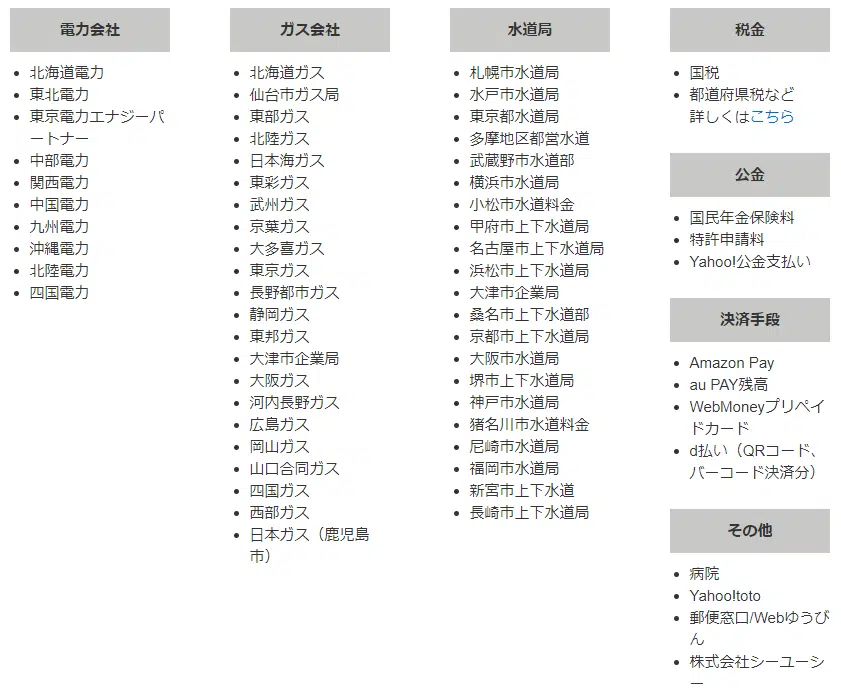 電力会社
北海道電力
東北電力
東京電力エナジーパ
ートナー
中部電力
関西電力
中国電力
九州電力
沖縄電力
北陸電力
四国電力
ガス会社
北海道ガス
仙台市ガス局
東部ガス
北陸ガス
日本海ガス
東彩ガス
武州ガス
京葉ガス
大多喜ガス
東京ガス
長野都市ガス
静岡ガス
東邦ガス
大津市企業局
大阪ガス
河内長野ガス
広島ガス
岡山ガス
山口合同ガス
四国ガス
西部ガス
日本ガス（鹿児島
市）
水道局
札幌市水道局
水戸市水道局
東京都水道局
多摩地区都営水道
武蔵野市水道部
横浜市水道局
小松市水道料金
甲府市上下水道局
名古屋市上下水道局
浜松市上下水道局
大津市企業局
桑名市上下水道部
京都市上下水道局
大阪市水道局
堺市上下水道局
神戸市水道局
猪名川市水道料金
尼崎市水道局
福岡市水道局
新宮市上下水道
長崎市上下水道局
税金
国税
都道府県税など
詳しくはこちら
公金
国民年金保険料
特許申請料
Yahoo!公金支払い
決済手段
Amazon Pay
au PAY残高
WebMoneyプリペイ
ドカード
d払い（QRコード、
バーコード決済分）
その他
病院
Yahoo!toto
郵便窓口/Webゆうび
ん
株式会社シーユーシ
ー